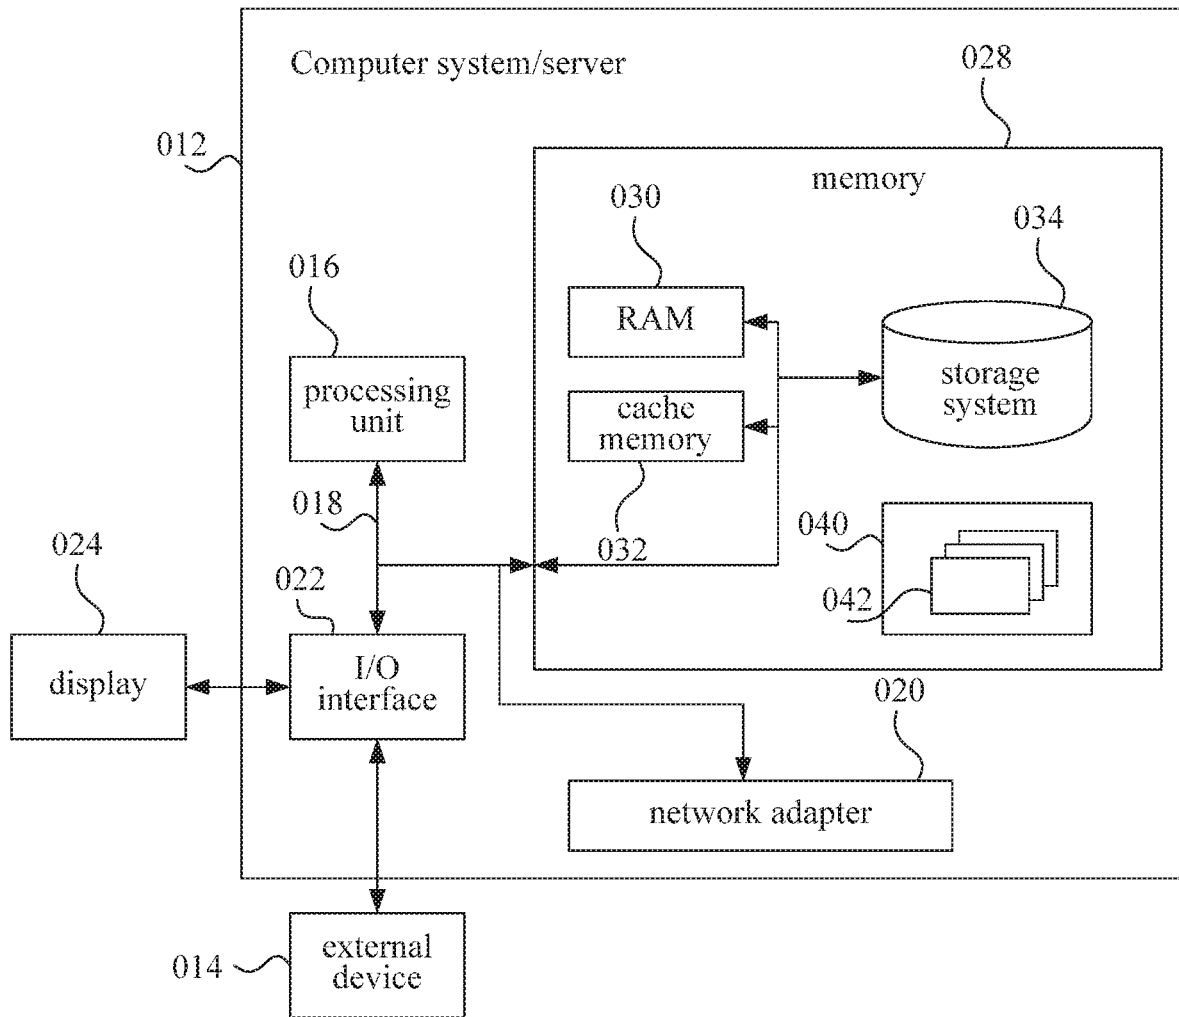 Computer system/server
028
012
memory
030
034
016
RAM
processing
unit
storage
system
cache
memory
018
032
040
024
022
042
display
I/O
interface
020
network adapter
external
device
014